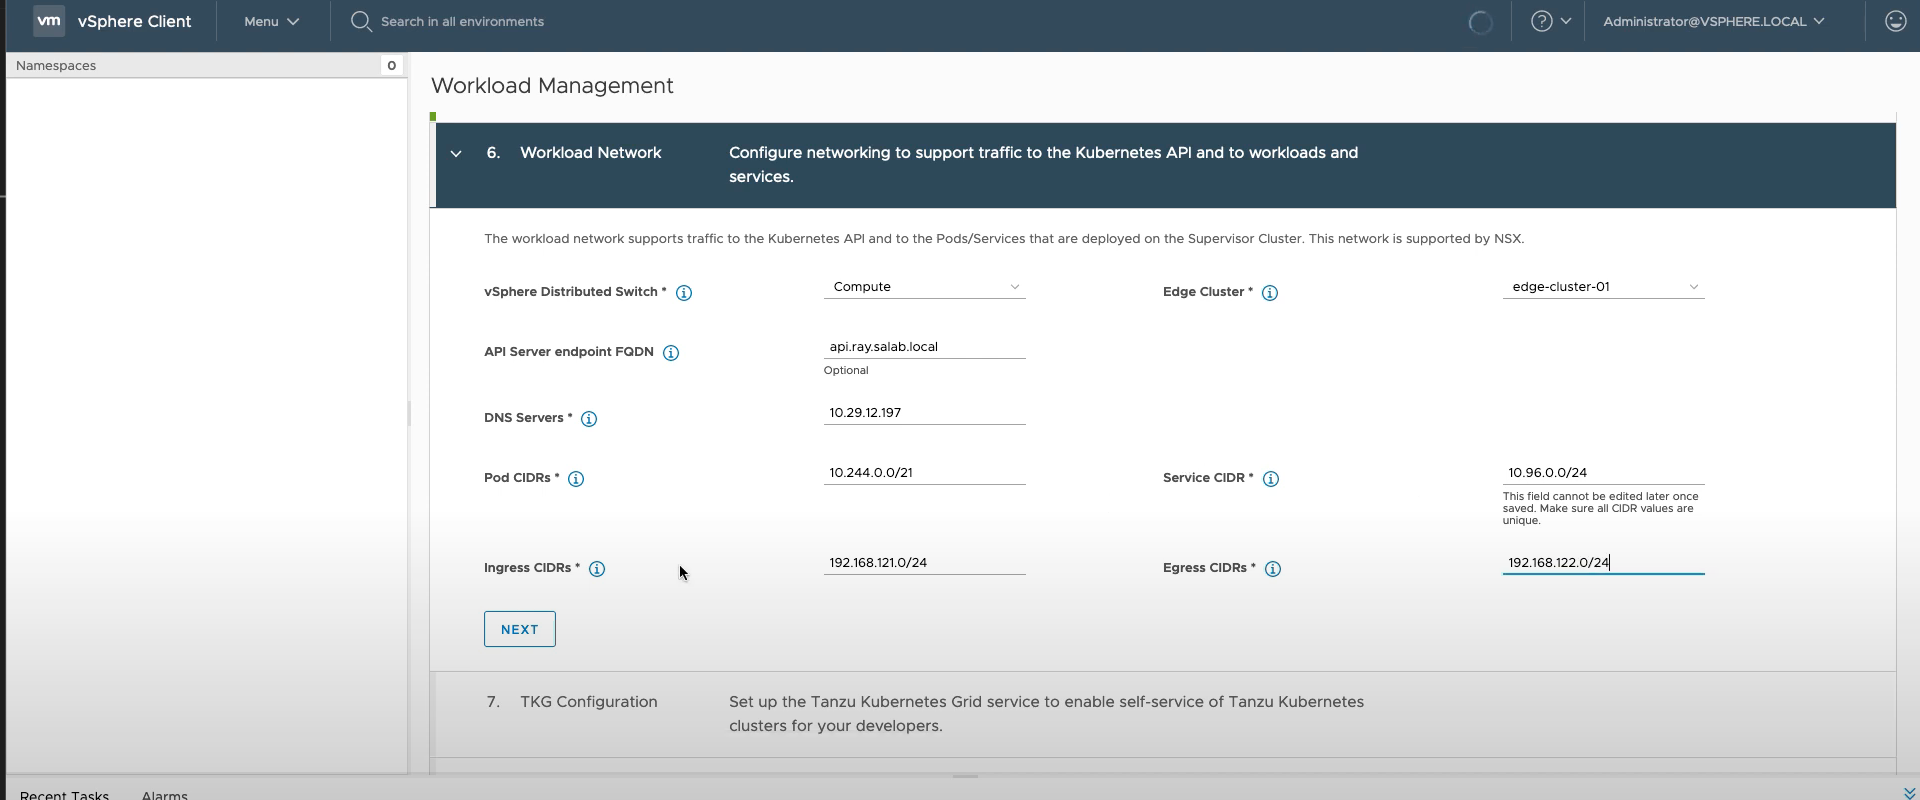 vm vSphere Client Menu Search in all environments Administrator@VSPHERE.LOCAL
Namespaces 0
Workload Management
6. Workload Network Configure networking to support traffic to the Kubernetes API and to workloads and
services.
The workload network supports traffic to the Kubernetes API and to the Pods/Services that are deployed on the Supervisor Cluster. This network is supported by NSX.
vSphere Distributed Switch * Compute Edge Cluster * edge-cluster-01
API Server endpoint FQDN api.ray.salab.local
Optional
DNS Servers * 10.29.12.197
Pod CIDRs * 10.244.0.0/21 Service CIDR * 10.96.0.0/24
This field cannot be edited later once
saved. Make sure all CIDR values are
unique.
Ingress CIDRs * 192.168.121.0/24 Egress CIDRs * 192.168.122.0/24
NEXT
7. TKG Configuration Set up the Tanzu Kubernetes Grid service to enable self-service of Tanzu Kubernetes
clusters for your developers.
Recent Tasks Alarms